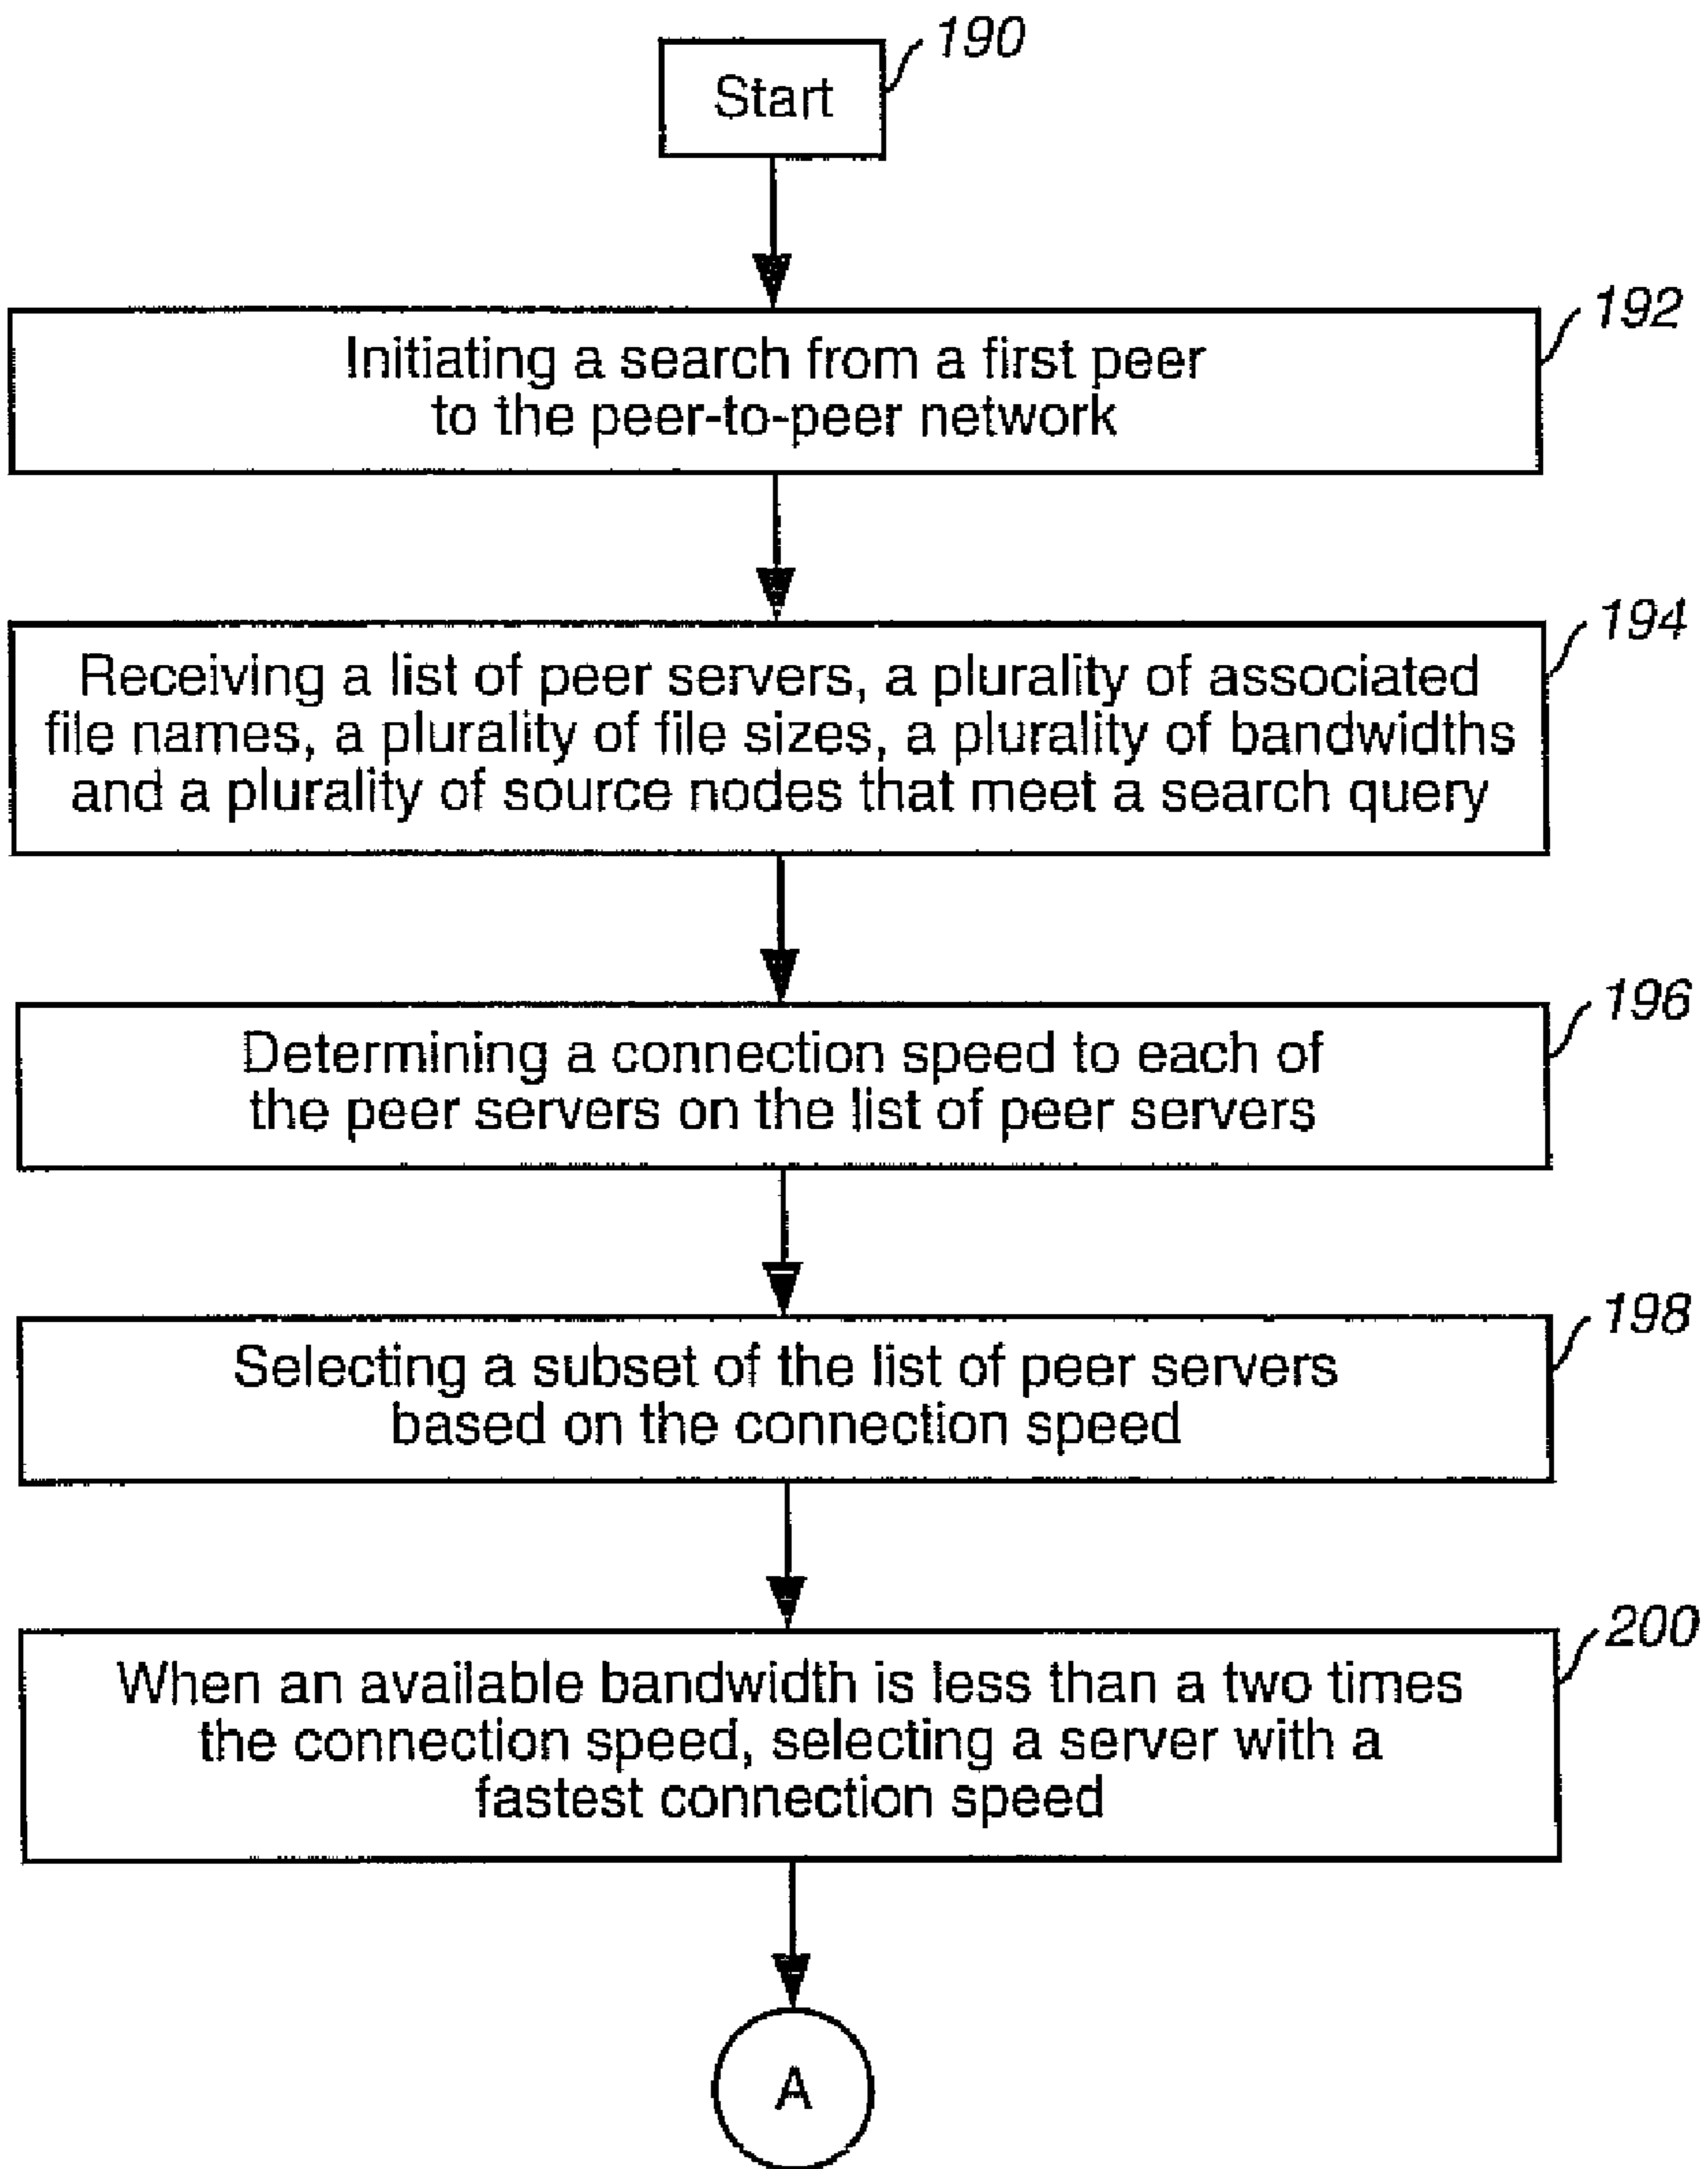 190
Start
192
Initiating a search from a first peer
to the peer-to-peer network
194
Receiving a list of peer servers, a plurality of associated
file names, a plurality of file sizes, a plurality of bandwidths
and a plurality of source nodes that meet a search query
196
Determining a connection speed to each of
the peer servers on the list of peer servers
198
Selecting a subset of the list of peer servers
based on the connection speed
200
When an available bandwidth is less than a two times
the connection speed, selecting a server with a
fastest connection speed
A